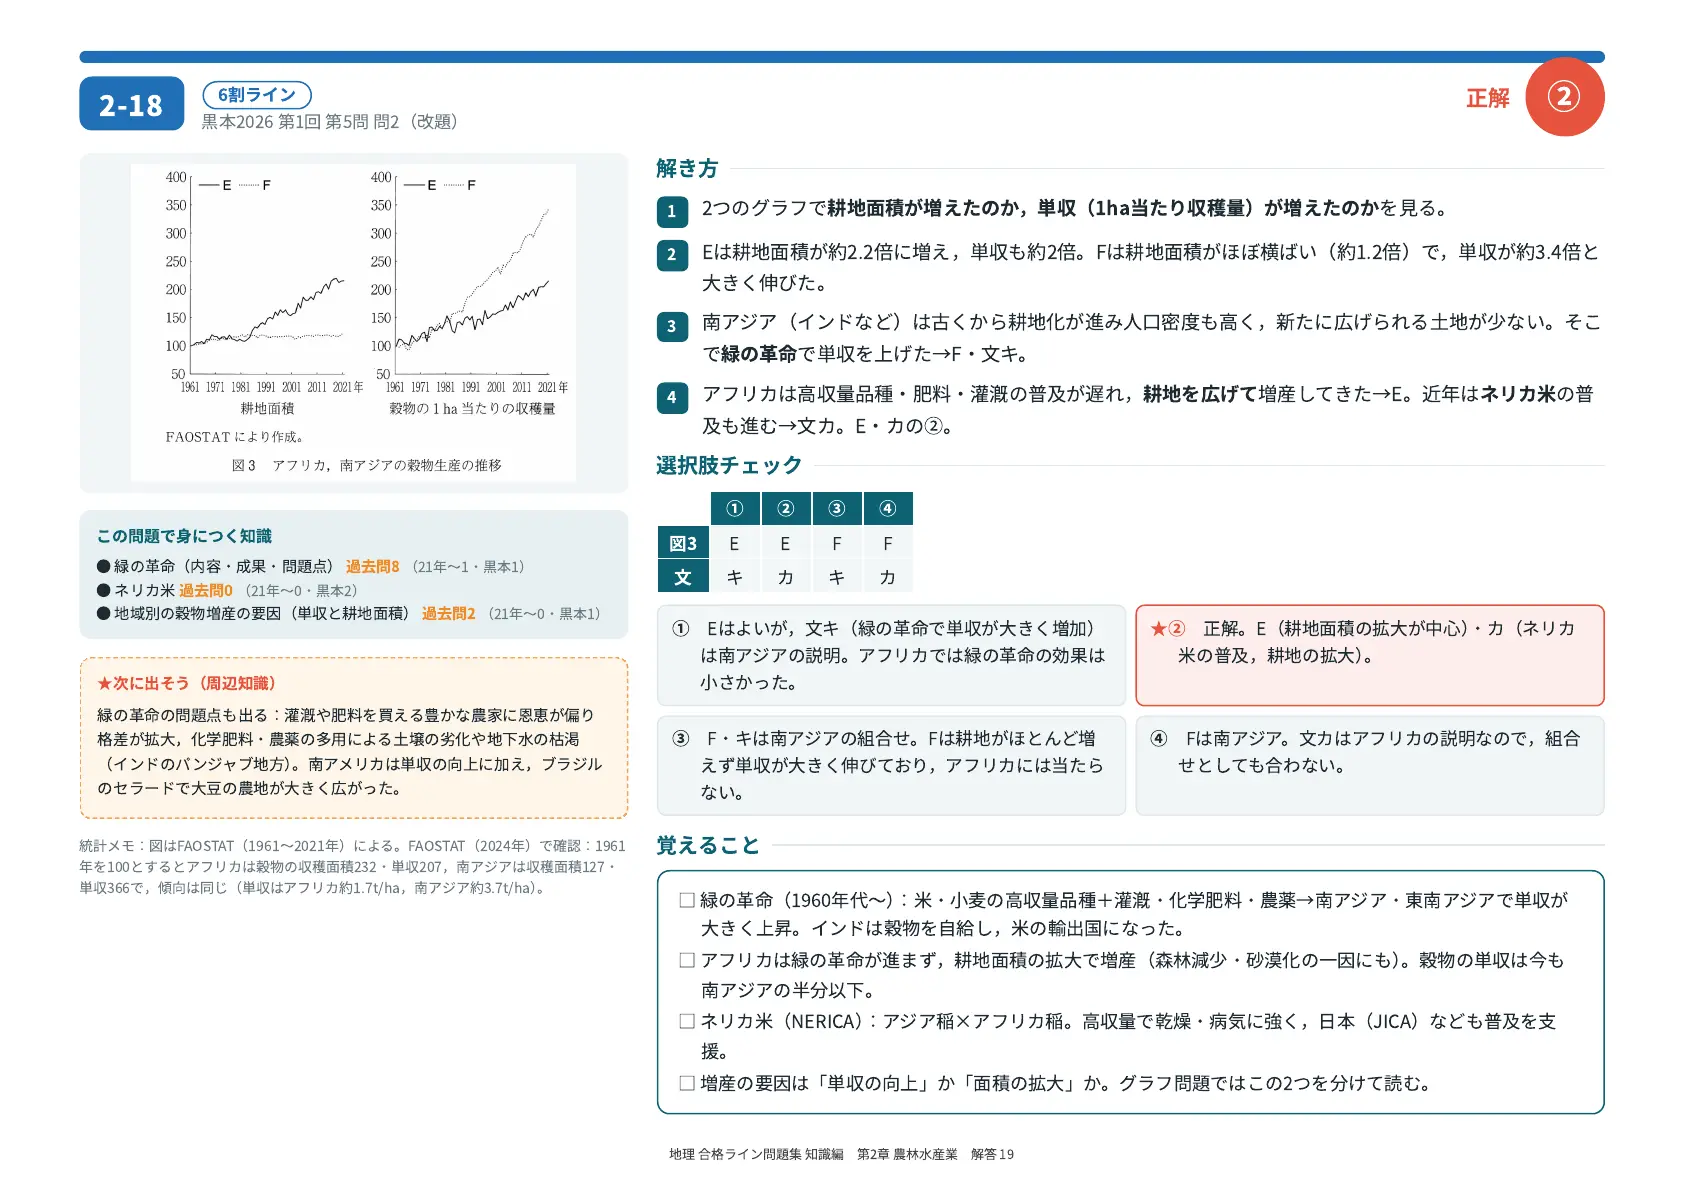 2-18
6割ライン
黒本2026 第1回 第5問 問2（改題）
正解 ②
400
350
300
250
200
150
100
50
E F
1961 1971 1981 1991 2001 2011 2021年
耕地面積
400
350
300
250
200
150
100
50
E F
1961 1971 1981 1991 2001 2011 2021年
穀物の1ha当たりの収穫量
FAOSTATにより作成。
図3 アフリカ，南アジアの穀物生産の推移
この問題で身につく知識
●緑の革命（内容・成果・問題点） 過去問8 （21年〜1・黒本1）
●ネリカ米 過去問0 （21年〜0・黒本2）
●地域別の穀物増産の要因（単収と耕地面積） 過去問2 （21年〜0・黒本1）
★次に出そう（周辺知識）
緑の革命の問題点も出る：灌漑や肥料を買える豊かな農家に恩恵が偏り
格差が拡大，化学肥料・農薬の多用による土壌の劣化や地下水の枯渇
（インドのパンジャブ地方）。南アメリカは単収の向上に加え，ブラジル
のセラードで大豆の農地が大きく広がった。
統計メモ：図はFAOSTAT（1961〜2021年）による。FAOSTAT（2024年）で確認：1961
年を100とするとアフリカは穀物の収穫面積232・単収207，南アジアは収穫面積127・
単収366で，傾向は同じ（単収はアフリカ約1.7t/ha，南アジア約3.7t/ha）。
解き方
1 2つのグラフで耕地面積が増えたのか，単収（1ha当たり収穫量）が増えたのかを見る。
2 Eは耕地面積が約2.2倍に増え，単収も約2倍。Fは耕地面積がほぼ横ばい（約1.2倍）で，単収が約3.4倍と
大きく伸びた。
3 南アジア（インドなど）は古くから耕地化が進み人口密度も高く，新たに広げられる土地が少ない。そこ
で緑の革命で単収を上げた→F・文キ。
4 アフリカは高収量品種・肥料・灌漑の普及が遅れ，耕地を広げて増産してきた→E。近年はネリカ米の普
及も進む→文カ。E・カの②。
選択肢チェック
① ② ③ ④
図3 E E F F
文 キ カ キ カ
① Eはよいが，文キ（緑の革命で単収が大きく増加）
は南アジアの説明。アフリカでは緑の革命の効果は
小さかった。
★② 正解。E（耕地面積の拡大が中心）・カ（ネリカ
米の普及，耕地の拡大）。
③ F・キは南アジアの組合せ。Fは耕地がほとんど増
えず単収が大きく伸びており，アフリカには当たら
ない。
④ Fは南アジア。文カはアフリカの説明なので，組合
せとしても合わない。
覚えること
□ 緑の革命（1960年代〜）：米・小麦の高収量品種＋灌漑・化学肥料・農薬→南アジア・東南アジアで単収が
大きく上昇。インドは穀物を自給し，米の輸出国になった。
□ アフリカは緑の革命が進まず，耕地面積の拡大で増産（森林減少・砂漠化の一因にも）。穀物の単収は今も
南アジアの半分以下。
□ ネリカ米（NERICA）：アジア稲×アフリカ稲。高収量で乾燥・病気に強く，日本（JICA）なども普及を支
援。
□ 増産の要因は「単収の向上」か「面積の拡大」か。グラフ問題ではこの2つを分けて読む。
地理 合格ライン問題集 知識編 第2章 農林水産業 解答19